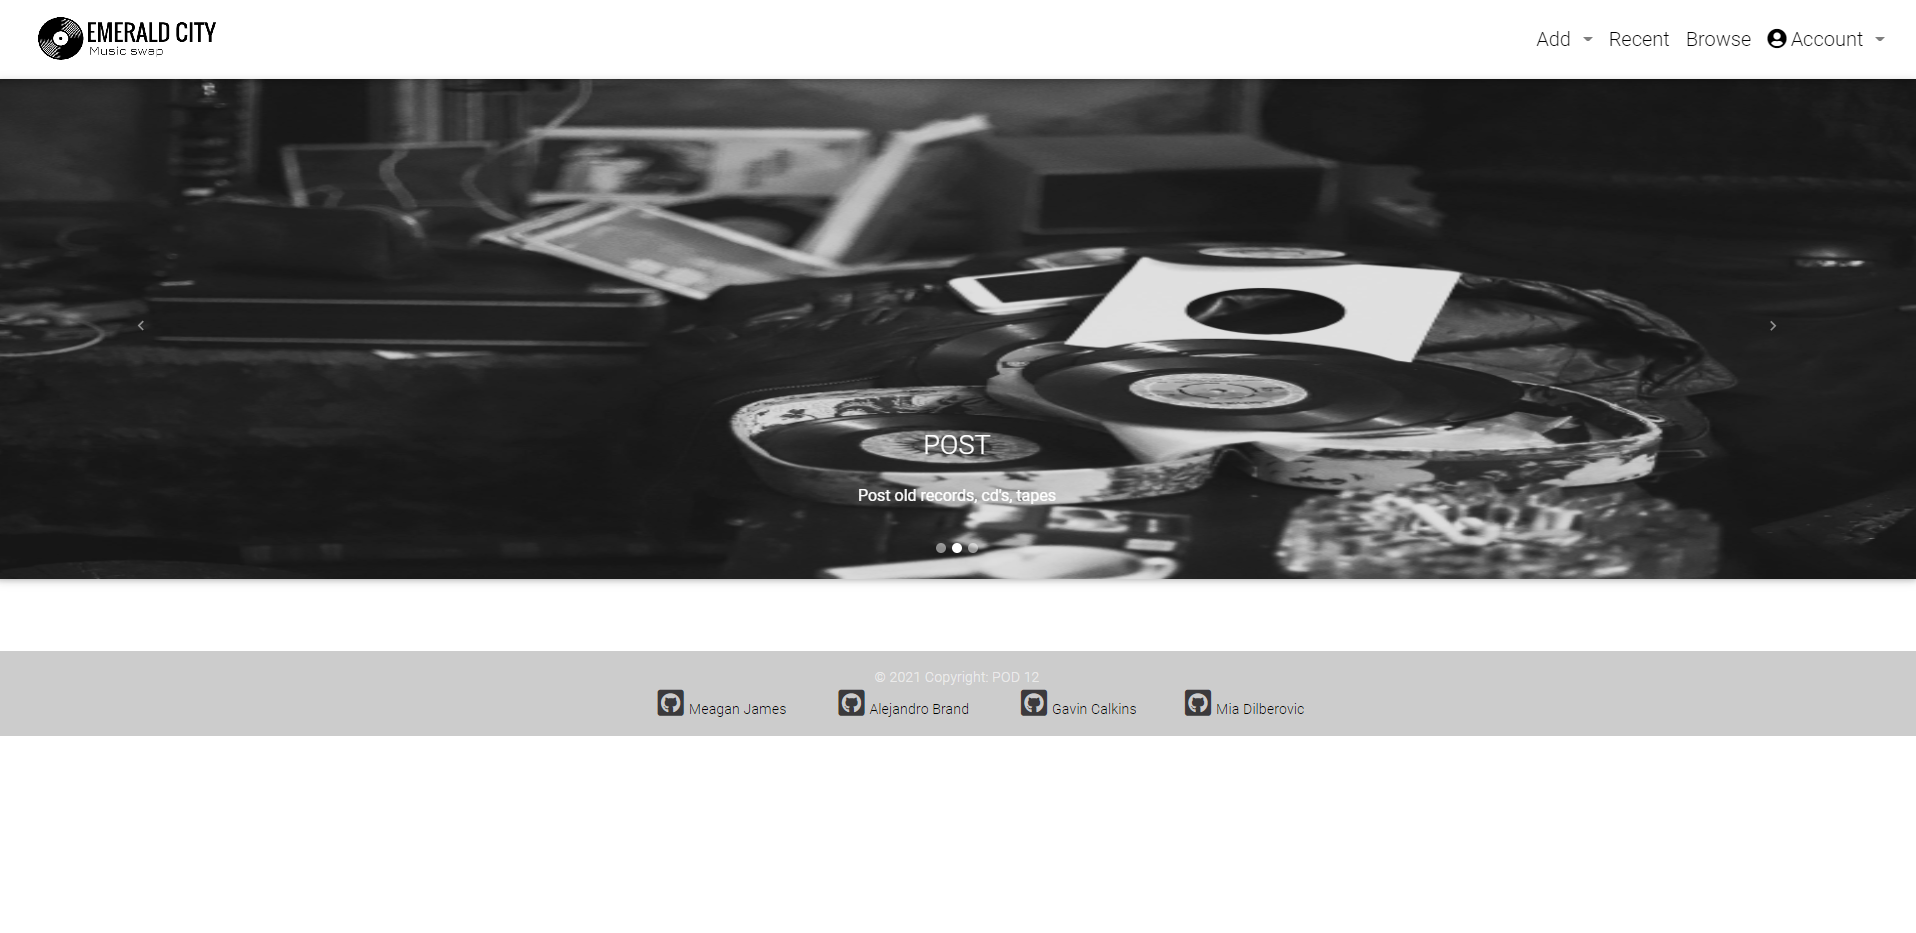 EMERALD CITY
Music swap
Add Recent Browse Account
POST
Post old records, cd's, tapes
© 2021 Copyright: POD 12
Meagan James Alejandro Brand Gavin Calkins Mia Dilberovic